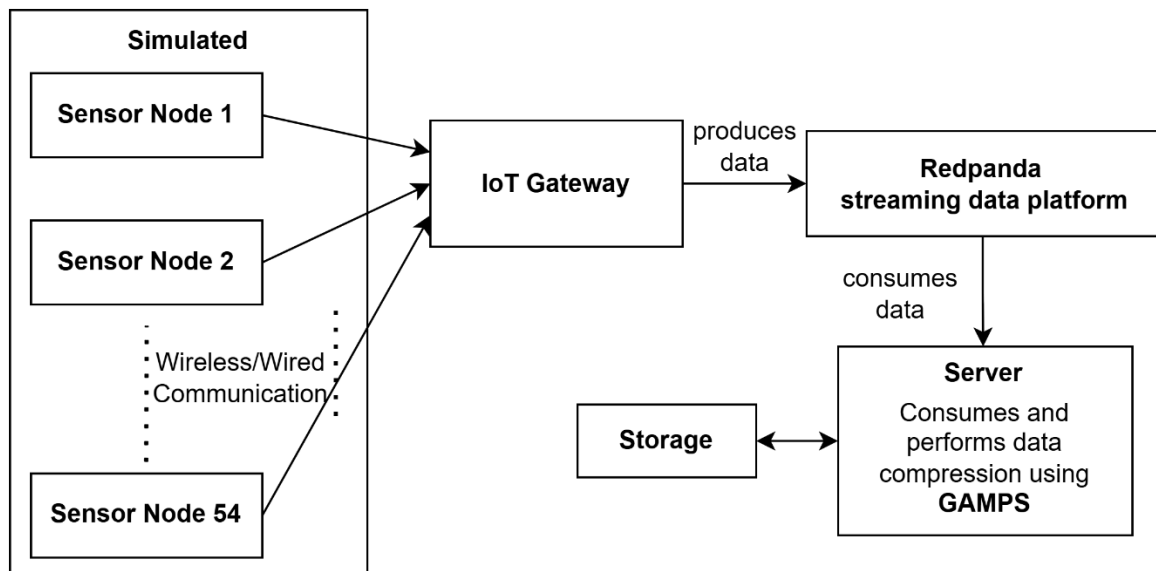 Simulated
Sensor Node 1
Sensor Node 2
Wireless/Wired
Communication
Sensor Node 54
IoT Gateway
produces
data
Redpanda
streaming data platform
consumes
data
Server
Consumes and
performs data
compression using
GAMPS
Storage